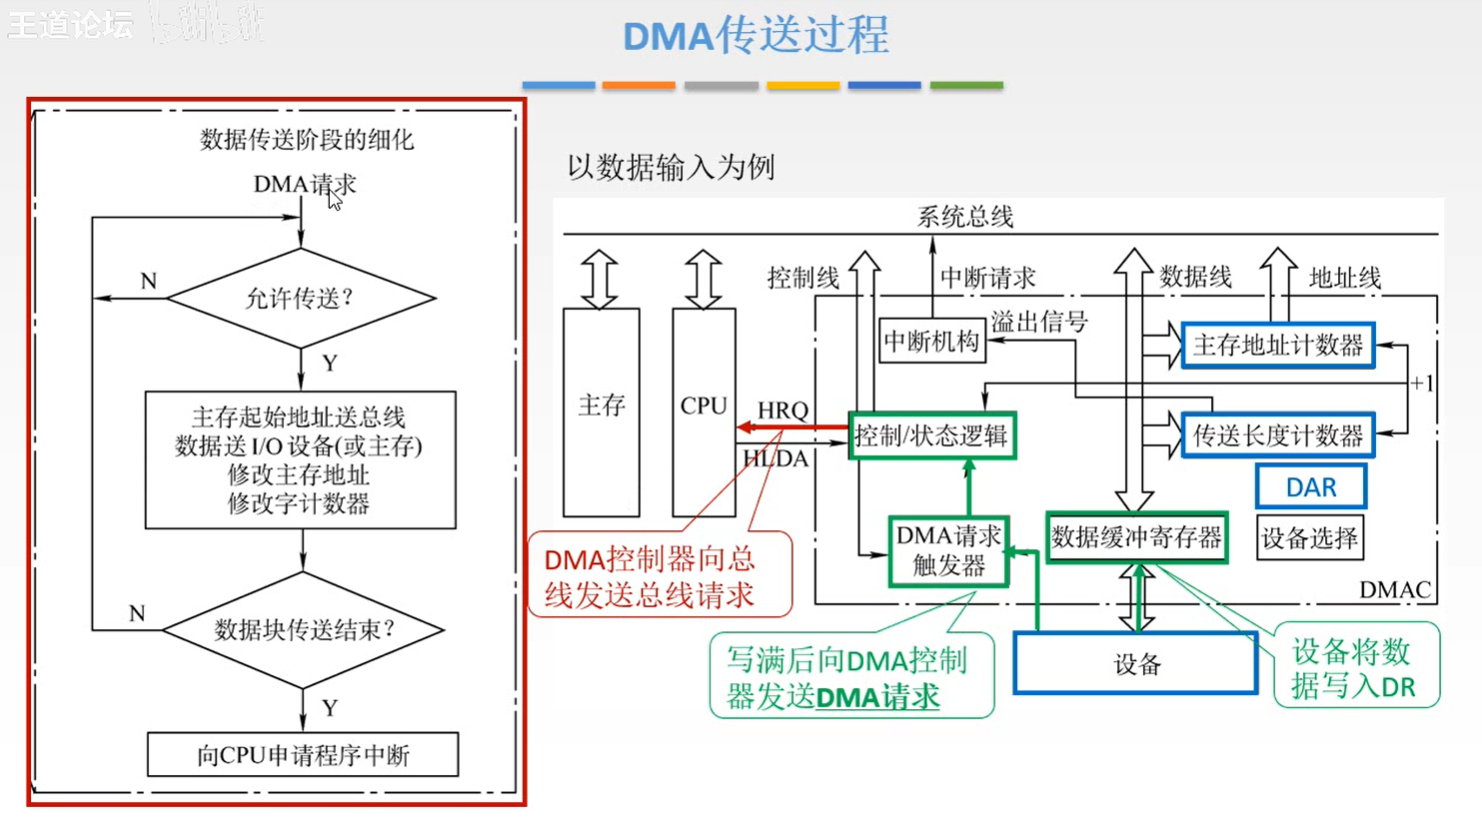 王道论坛 bilibili
DMA传送过程
数据传送阶段的细化
DMA请求
N
允许传送?
Y
主存起始地址送总线
数据送 I/O 设备(或主存)
修改主存地址
修改字计数器
N
数据块传送结束?
Y
向CPU申请程序中断
以数据输入为例
系统总线
控制线
中断请求
数据线
地址线
中断机构
溢出信号
主存地址计数器
+1
主存
CPU
HRQ
HLDA
控制/状态逻辑
传送长度计数器
DAR
DMA请求
触发器
数据缓冲寄存器
设备选择
DMAC
DMA控制器向总
线发送总线请求
写满后向DMA控制
器发送DMA请求
设备
设备将数
据写入DR